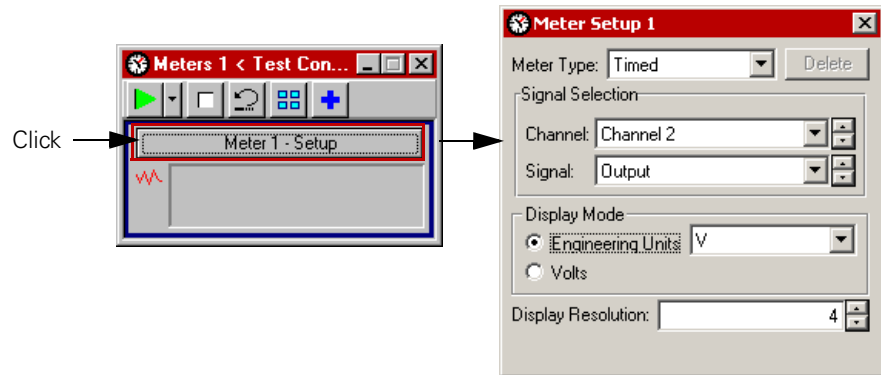 Meters 1 < Test Con...
Click
Meter 1 - Setup
Meter Setup 1
Meter Type: Timed Delete
Signal Selection
Channel: Channel 2
Signal: Output
Display Mode
Engineering Units V
Volts
Display Resolution: 4